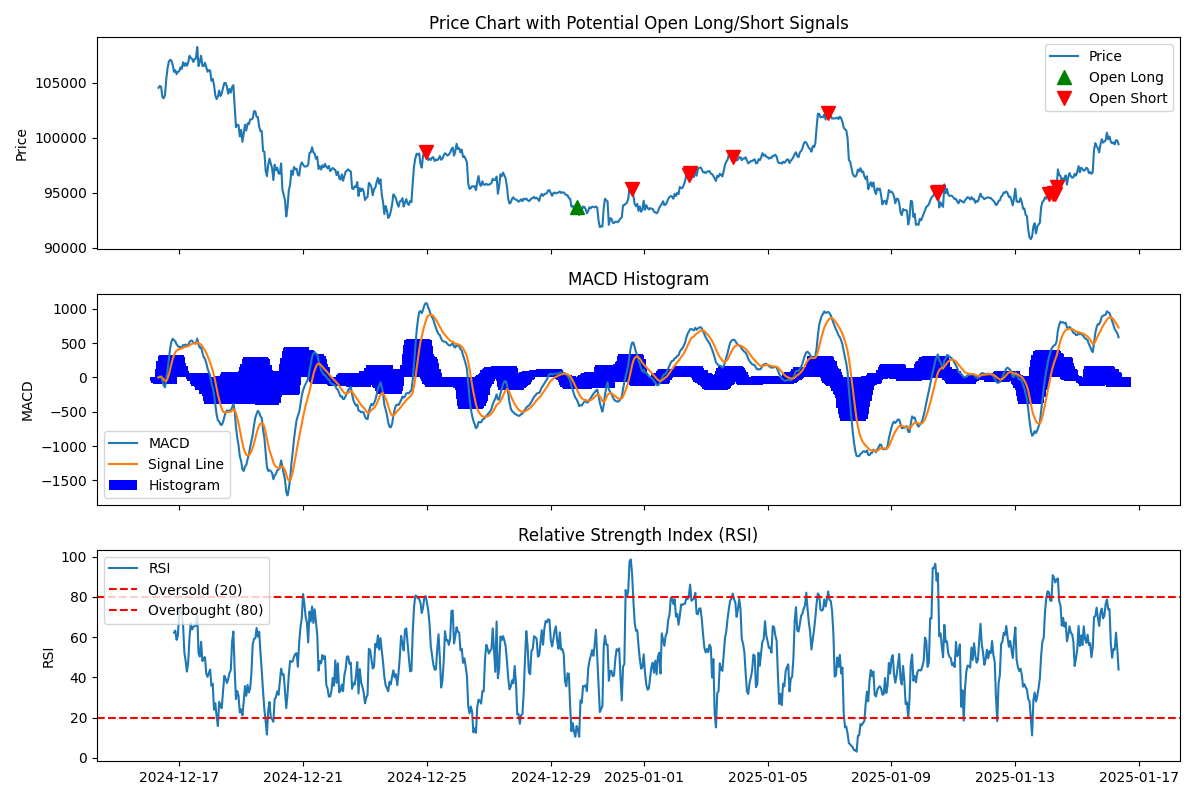 Price Chart with Potential Open Long/Short Signals
105000
100000
95000
90000
Price
Price
Open Long
Open Short
MACD Histogram
1000
500
0
−500
−1000
−1500
MACD
MACD
Signal Line
Histogram
Relative Strength Index (RSI)
100
80
60
40
20
0
RSI
RSI
Oversold (20)
Overbought (80)
2024-12-17
2024-12-21
2024-12-25
2024-12-29
2025-01-01
2025-01-05
2025-01-09
2025-01-13
2025-01-17